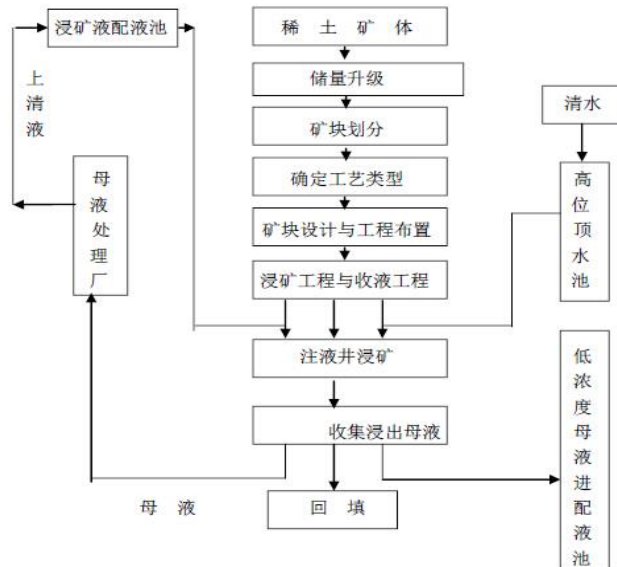 浸矿液配液池
稀土矿体
储量升级
上清液
清水
矿块划分
母液处理厂
确定工艺类型
高位顶水池
矿块设计与工程布置
浸矿工程与收液工程
注液井浸矿
低浓度母液进配液池
收集浸出母液
母液
回填